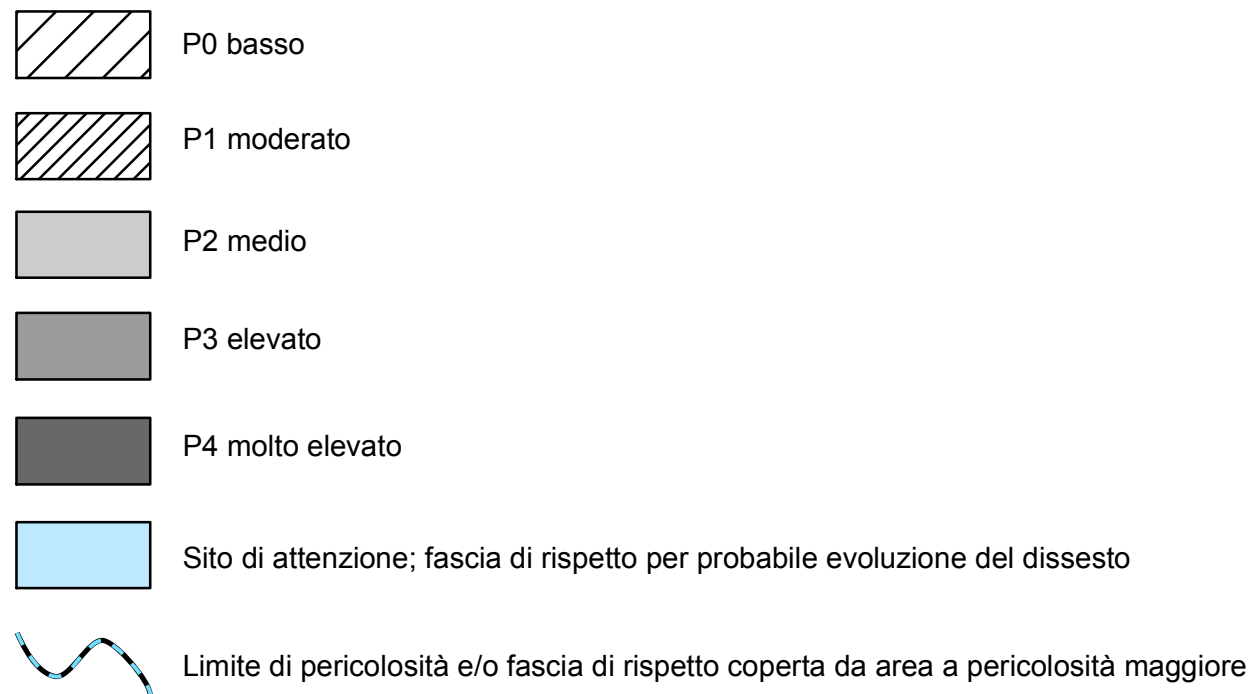 P0 basso
P1 moderato
P2 medio
P3 elevato
P4 molto elevato
Sito di attenzione; fascia di rispetto per probabile evoluzione del dissesto
Limite di pericolosità e/o fascia di rispetto coperta da area a pericolosità maggiore